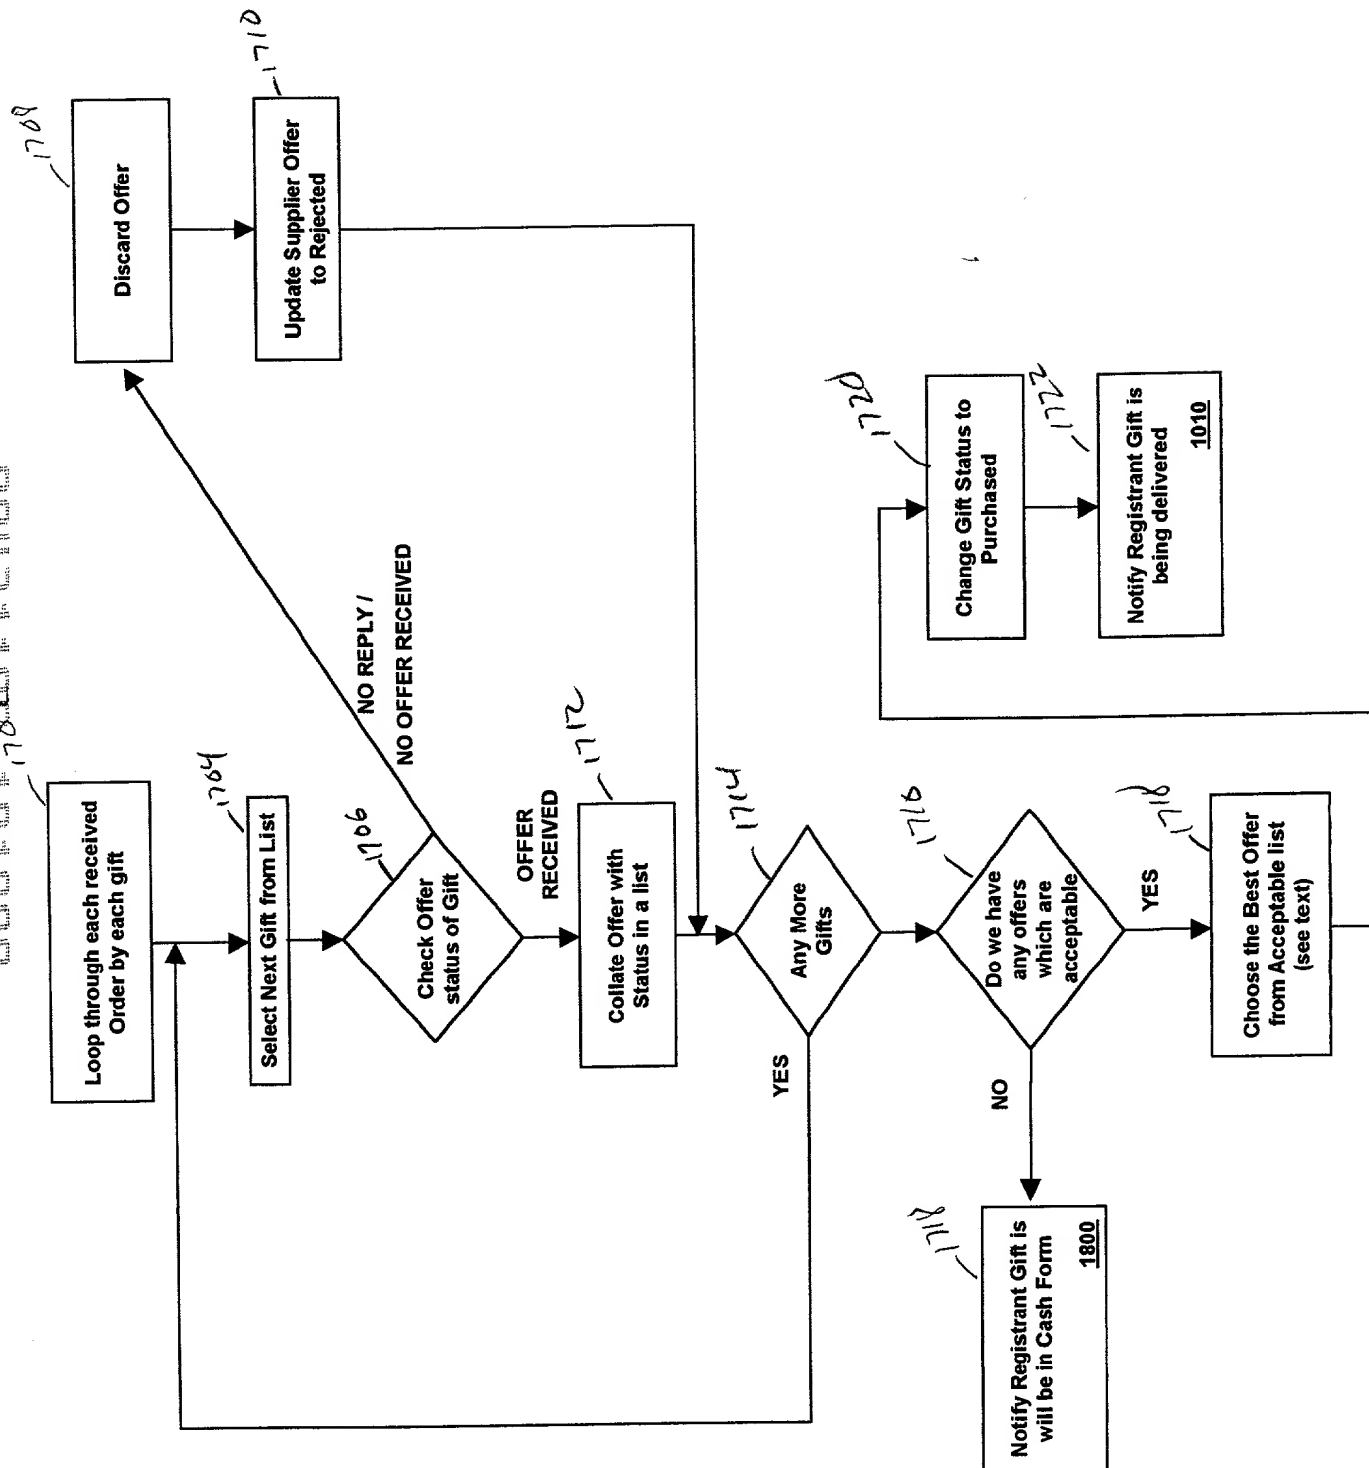 Loop through each received
Order by each gift
1704
Select Next Gift from List
1706
Check Offer
status of Gift
NO REPLY /
NO OFFER RECEIVED
1708
Discard Offer
1710
Update Supplier Offer
to Rejected
OFFER
RECEIVED
1712
Collate Offer with
Status in a list
1714
Any More
Gifts
YES
1716
Do we have
any offers
which are
acceptable
NO
1718
Notify Registrant Gift is
will be in Cash Form
1800
YES
1718
Choose the Best Offer
from Acceptable list
(see text)
1720
Change Gift Status to
Purchased
1722
Notify Registrant Gift is
being delivered
1010